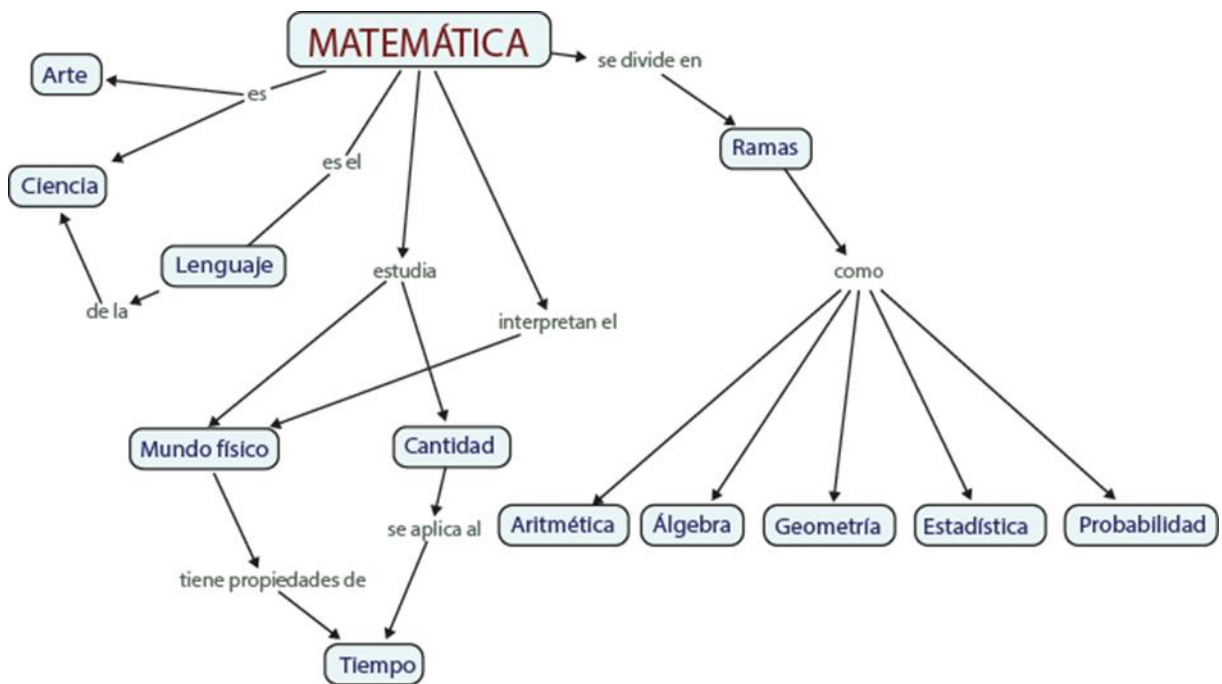 MATEMÁTICA
se divide en
Arte
es
Ramas
es el
Ciencia
Lenguaje
estudia
como
de la
interpretan el
Mundo físico
Cantidad
Aritmética
Álgebra
Geometría
Estadística
Probabilidad
se aplica al
tiene propiedades de
Tiempo